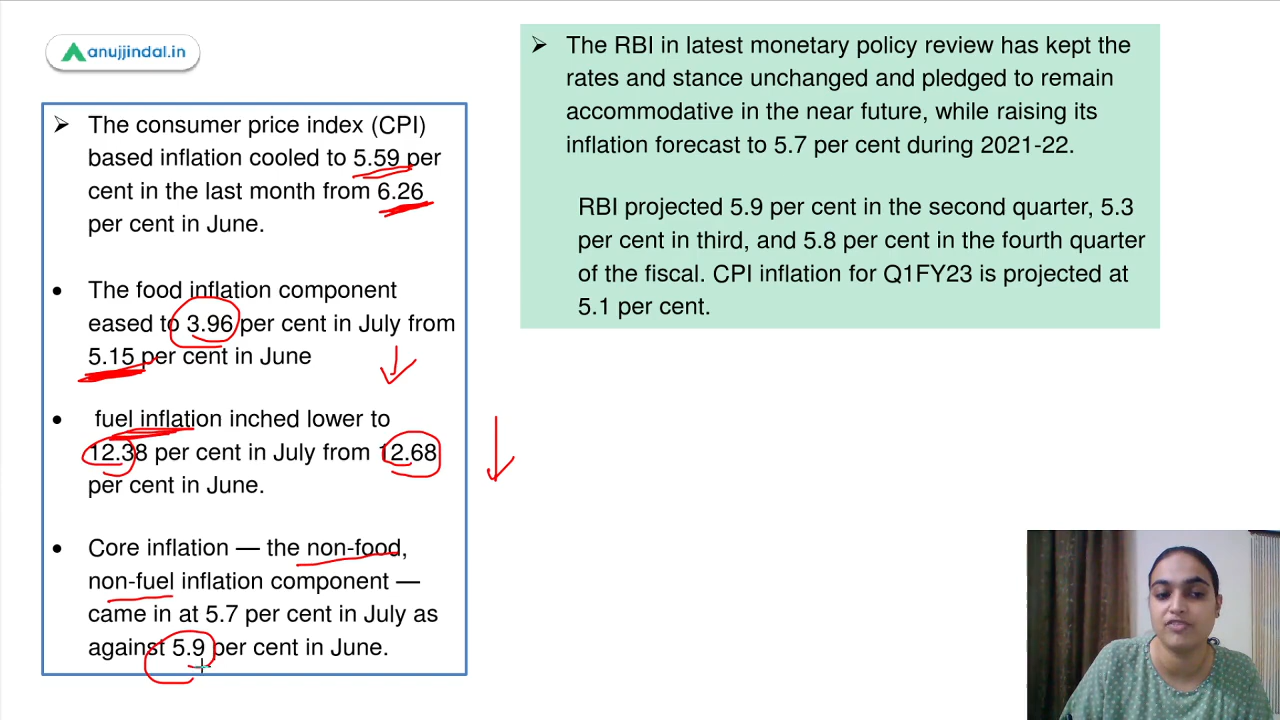 anujjindal.in
➤ The consumer price index (CPI)
based inflation cooled to 5.59 per
cent in the last month from 6.26
per cent in June.
• The food inflation component
eased to 3.96 per cent in July from
5.15 per cent in June
• fuel inflation inched lower to
12.38 per cent in July from 12.68
per cent in June.
• Core inflation — the non-food,
non-fuel inflation component —
came in at 5.7 per cent in July as
against 5.9 per cent in June.
➤ The RBI in latest monetary policy review has kept the
rates and stance unchanged and pledged to remain
accommodative in the near future, while raising its
inflation forecast to 5.7 per cent during 2021-22.
RBI projected 5.9 per cent in the second quarter, 5.3
per cent in third, and 5.8 per cent in the fourth quarter
of the fiscal. CPI inflation for Q1FY23 is projected at
5.1 per cent.